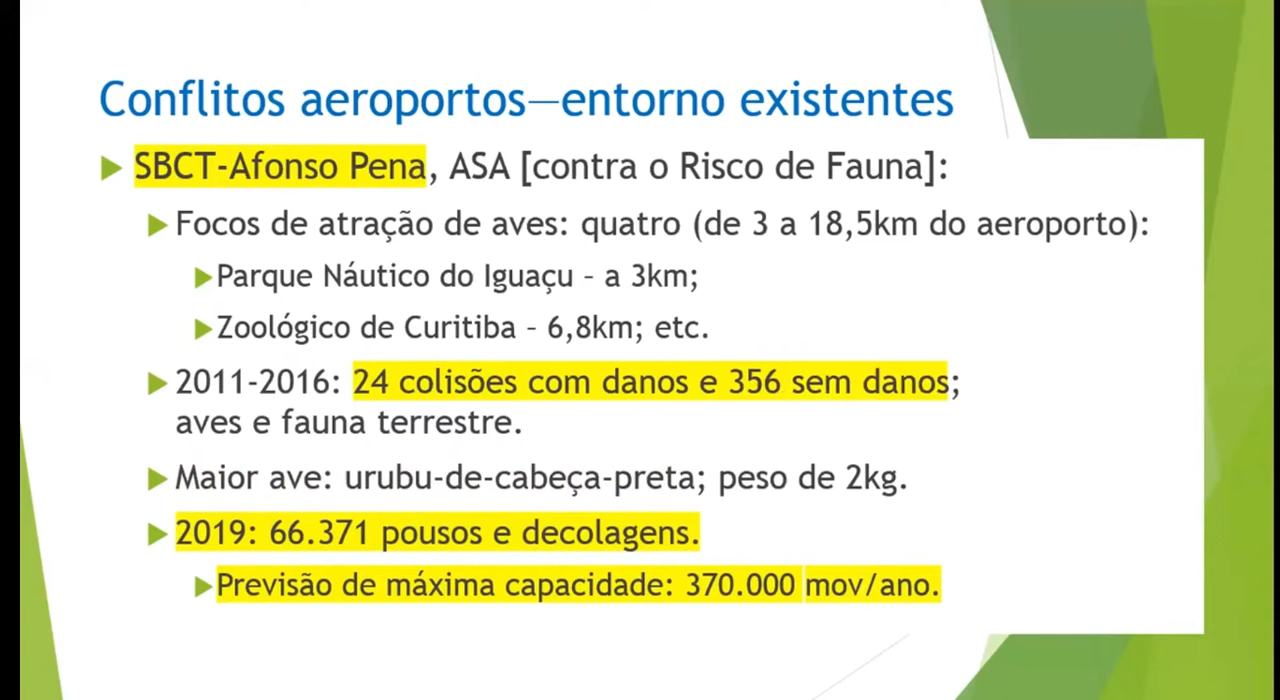 Conflitos aeroportos—entorno existentes
SBCT-Afonso Pena, ASA [contra o Risco de Fauna]:
Focos de atração de aves: quatro (de 3 a 18,5km do aeroporto):
Parque Náutico do Iguaçu – a 3km;
Zoológico de Curitiba – 6,8km; etc.
2011-2016: 24 colisões com danos e 356 sem danos;
aves e fauna terrestre.
Maior ave: urubu-de-cabeça-preta; peso de 2kg.
2019: 66.371 pousos e decolagens.
Previsão de máxima capacidade: 370.000 mov/ano.